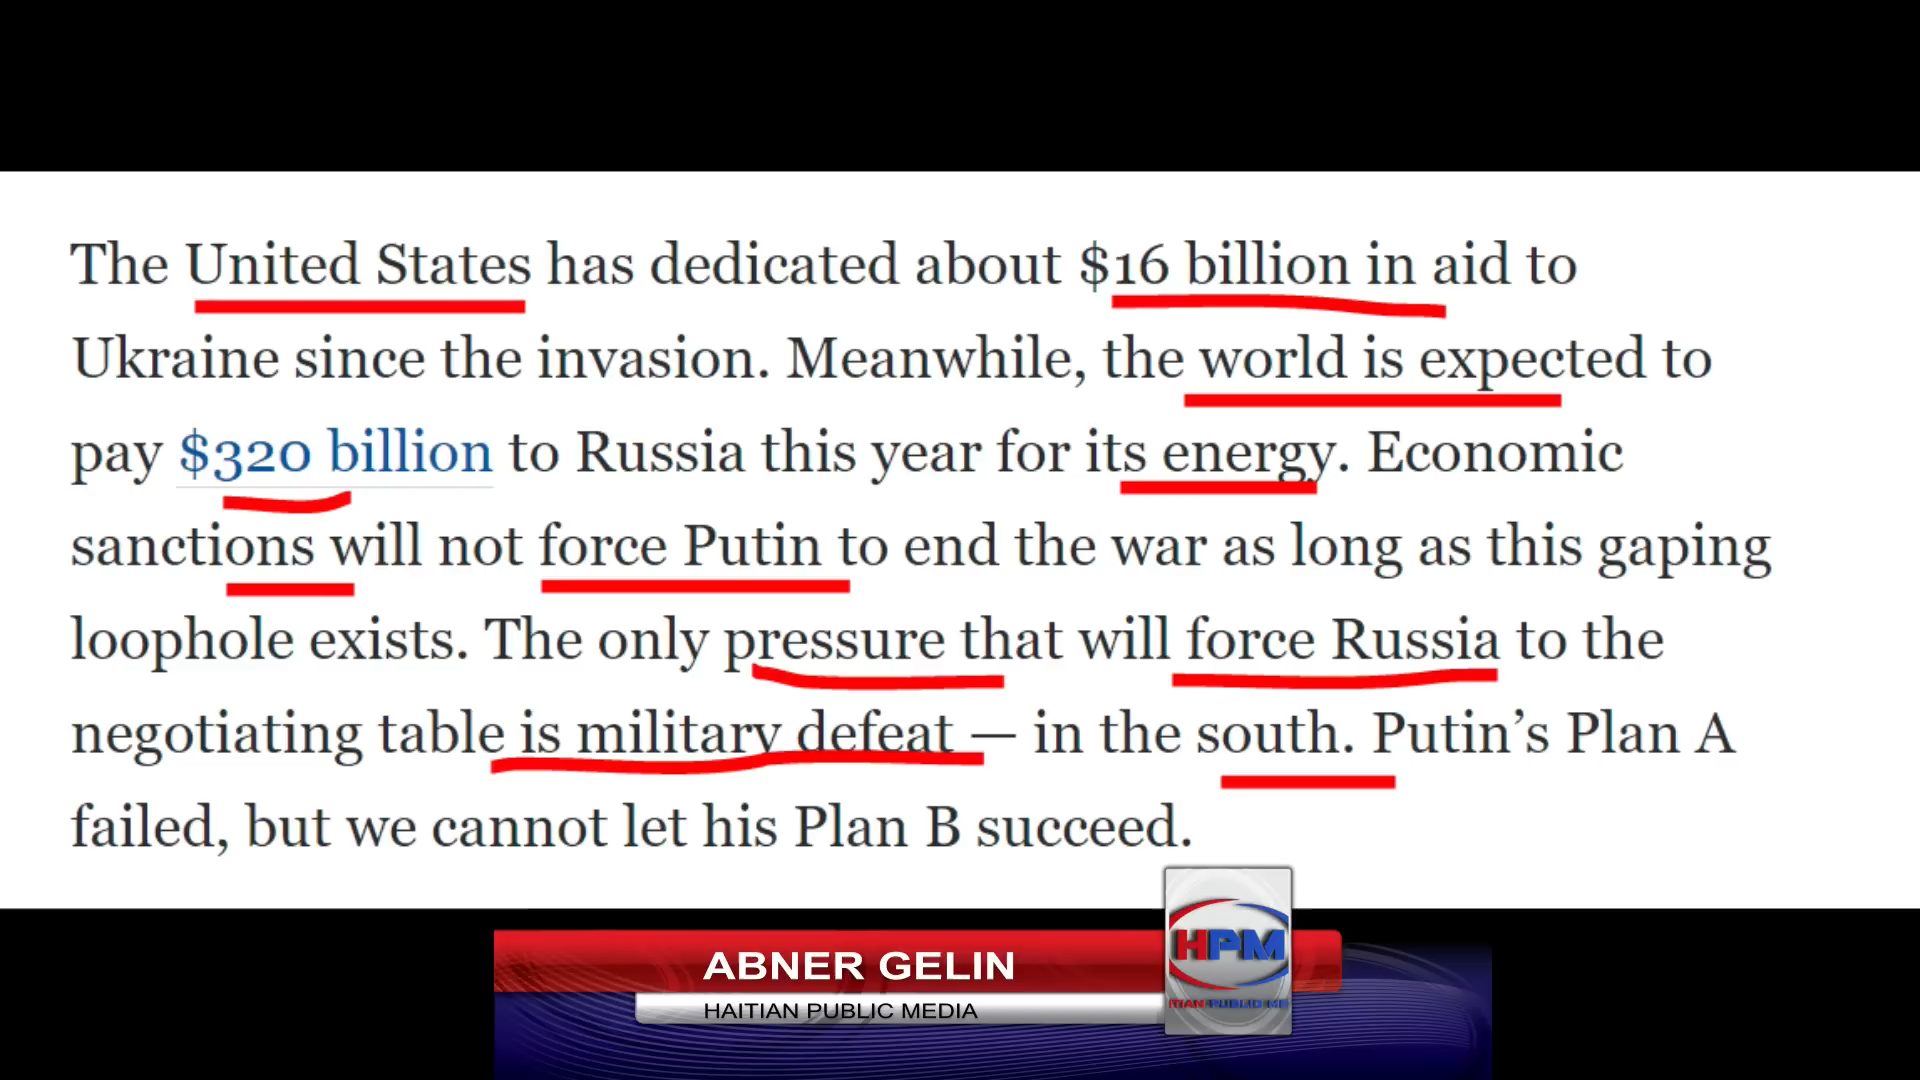 The United States has dedicated about $16 billion in aid to
Ukraine since the invasion. Meanwhile, the world is expected to
pay $320 billion to Russia this year for its energy. Economic
sanctions will not force Putin to end the war as long as this gaping
loophole exists. The only pressure that will force Russia to the
negotiating table is military defeat — in the south. Putin’s Plan A
failed, but we cannot let his Plan B succeed.
ABNER GELIN
HAITIAN PUBLIC MEDIA
HPM
ITIAN PUBLIC ME